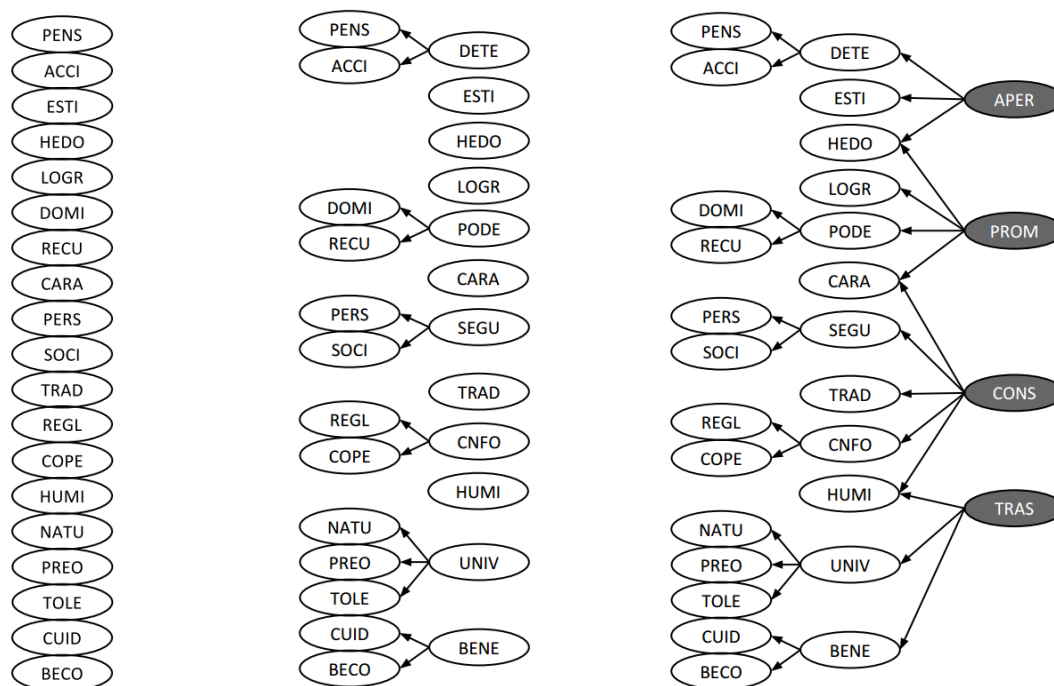 PENS
ACCI
ESTI
HEDO
LOGR
DOMI
RECU
CARA
PERS
SOCI
TRAD
REGL
COPE
HUMI
NATU
PREO
TOLE
CUID
BECO
PENS
DETE
ACCI
ESTI
HEDO
LOGR
DOMI
PODE
RECU
CARA
PERS
SEGU
SOCI
TRAD
REGL
CNFO
COPE
HUMI
NATU
PREO
UNIV
TOLE
CUID
BENE
BECO
PENS
DETE
ACCI
ESTI
APER
HEDO
LOGR
DOMI
PODE
PROM
RECU
CARA
PERS
SEGU
SOCI
TRAD
CONS
REGL
CNFO
COPE
HUMI
TRAS
NATU
PREO
UNIV
TOLE
CUID
BENE
BECO